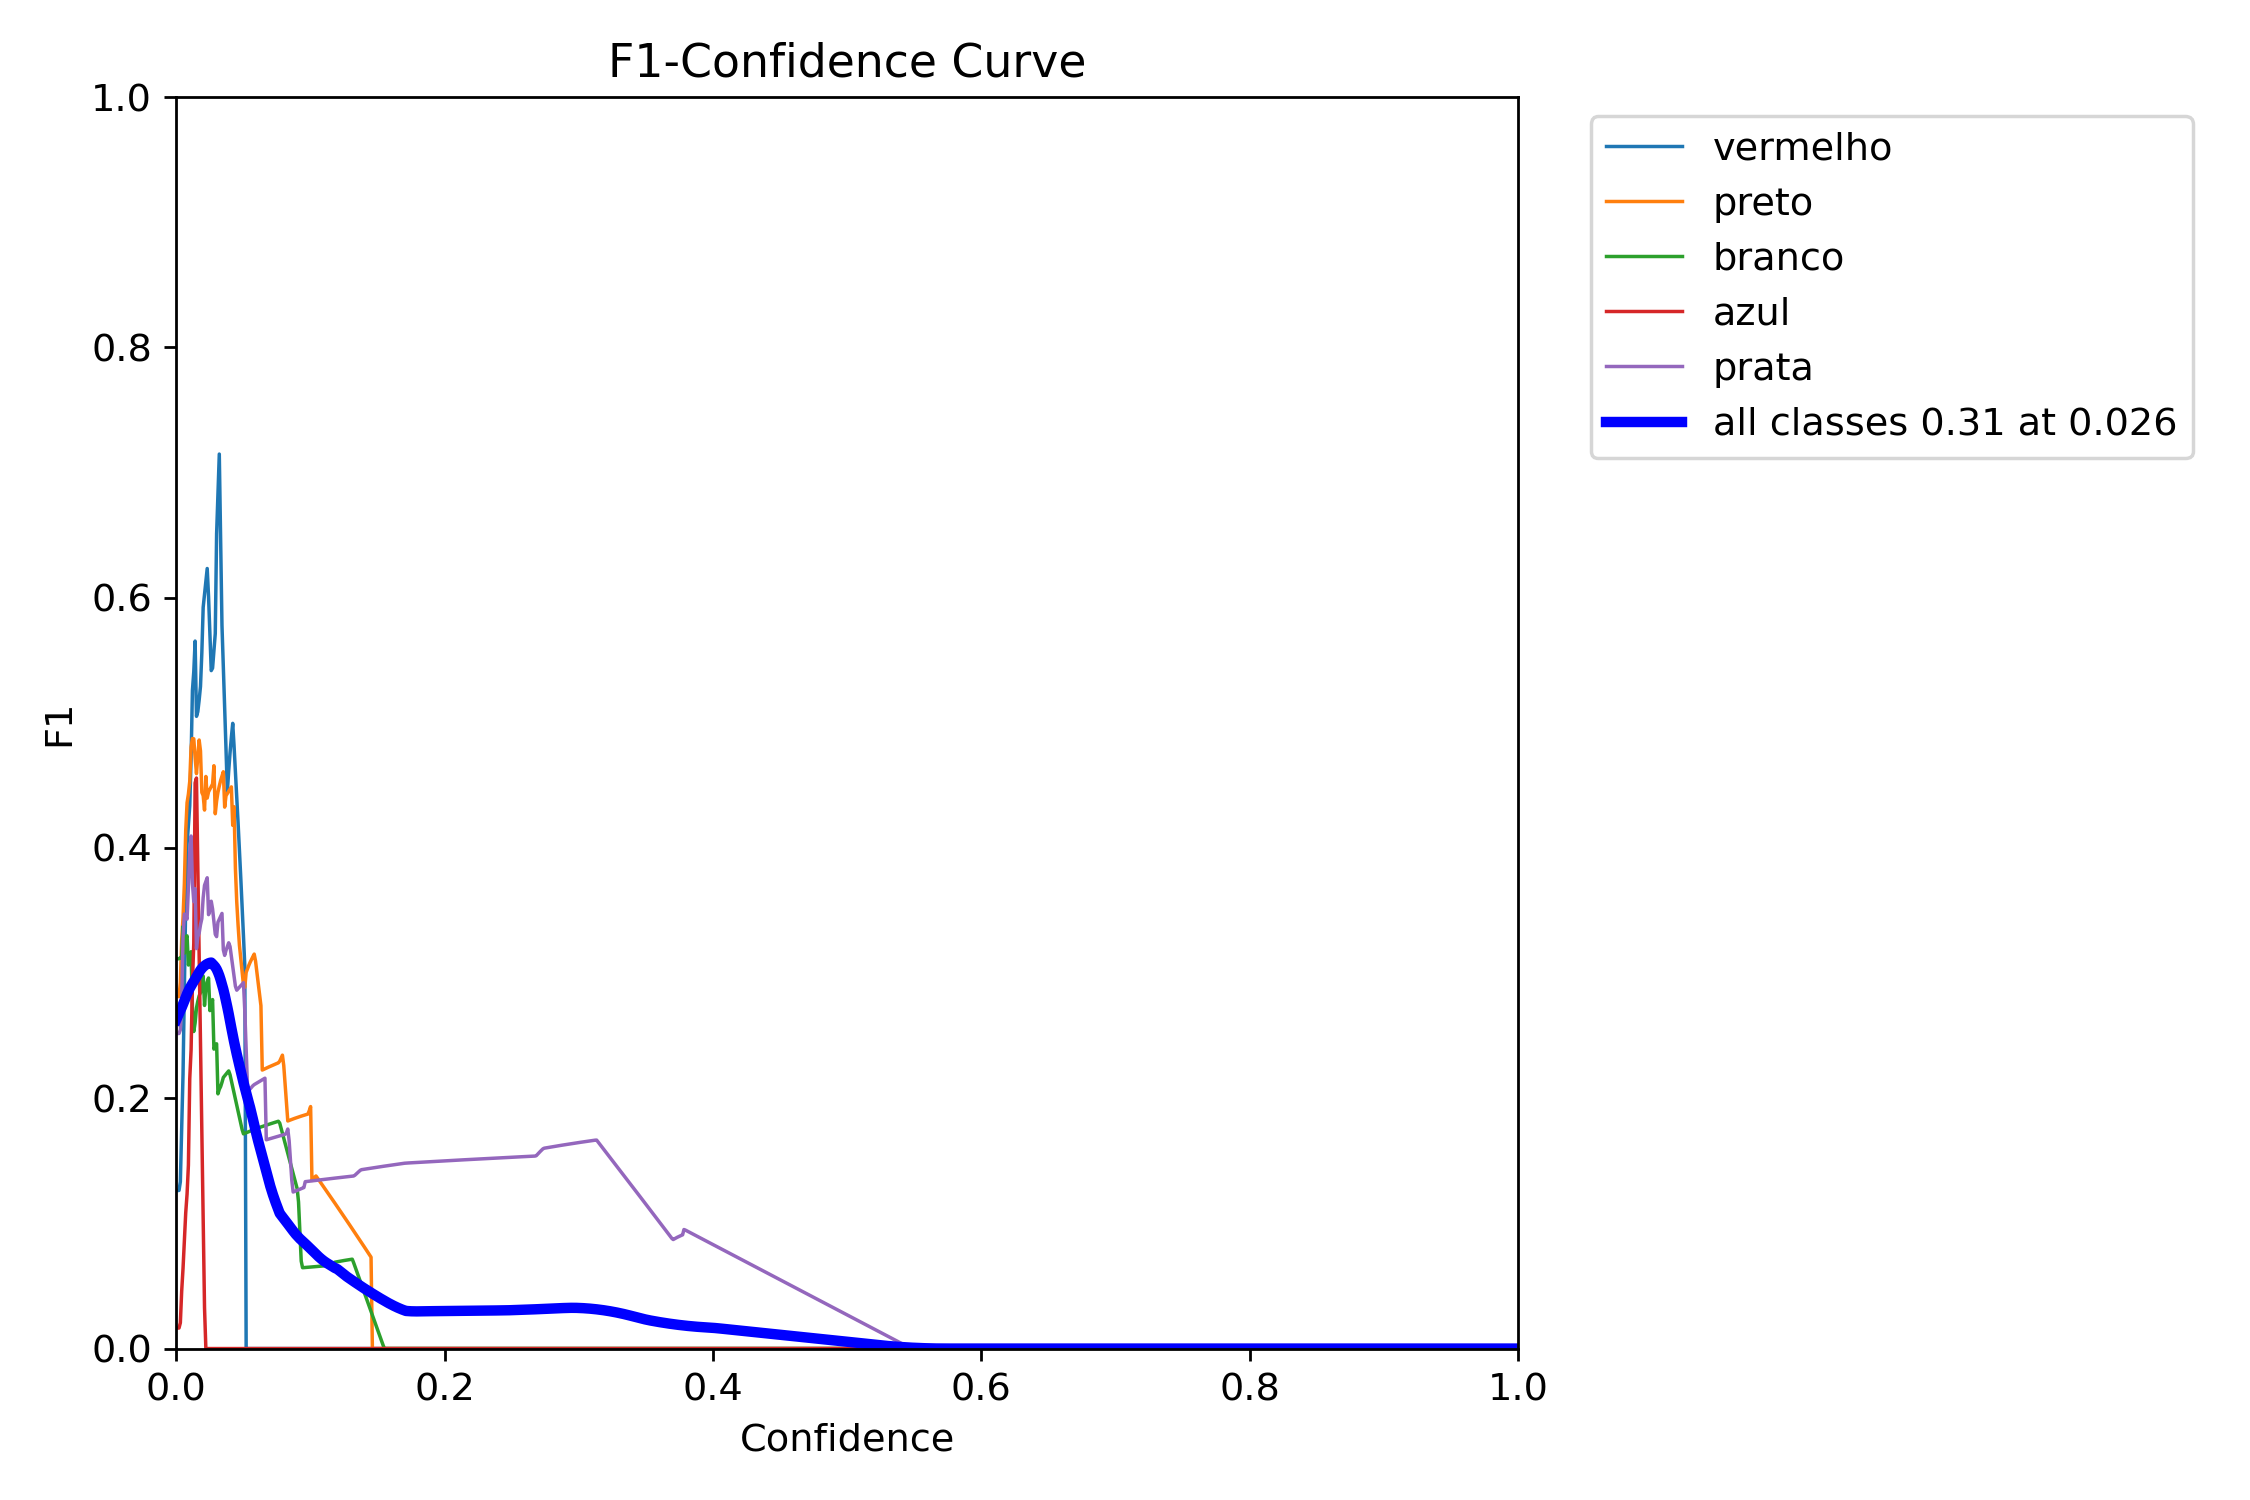 F1-Confidence Curve
1.0
0.8
0.6
0.4
0.2
0.0
F1
0.0 0.2 0.4 0.6 0.8 1.0
Confidence
vermelho
preto
branco
azul
prata
all classes 0.31 at 0.026